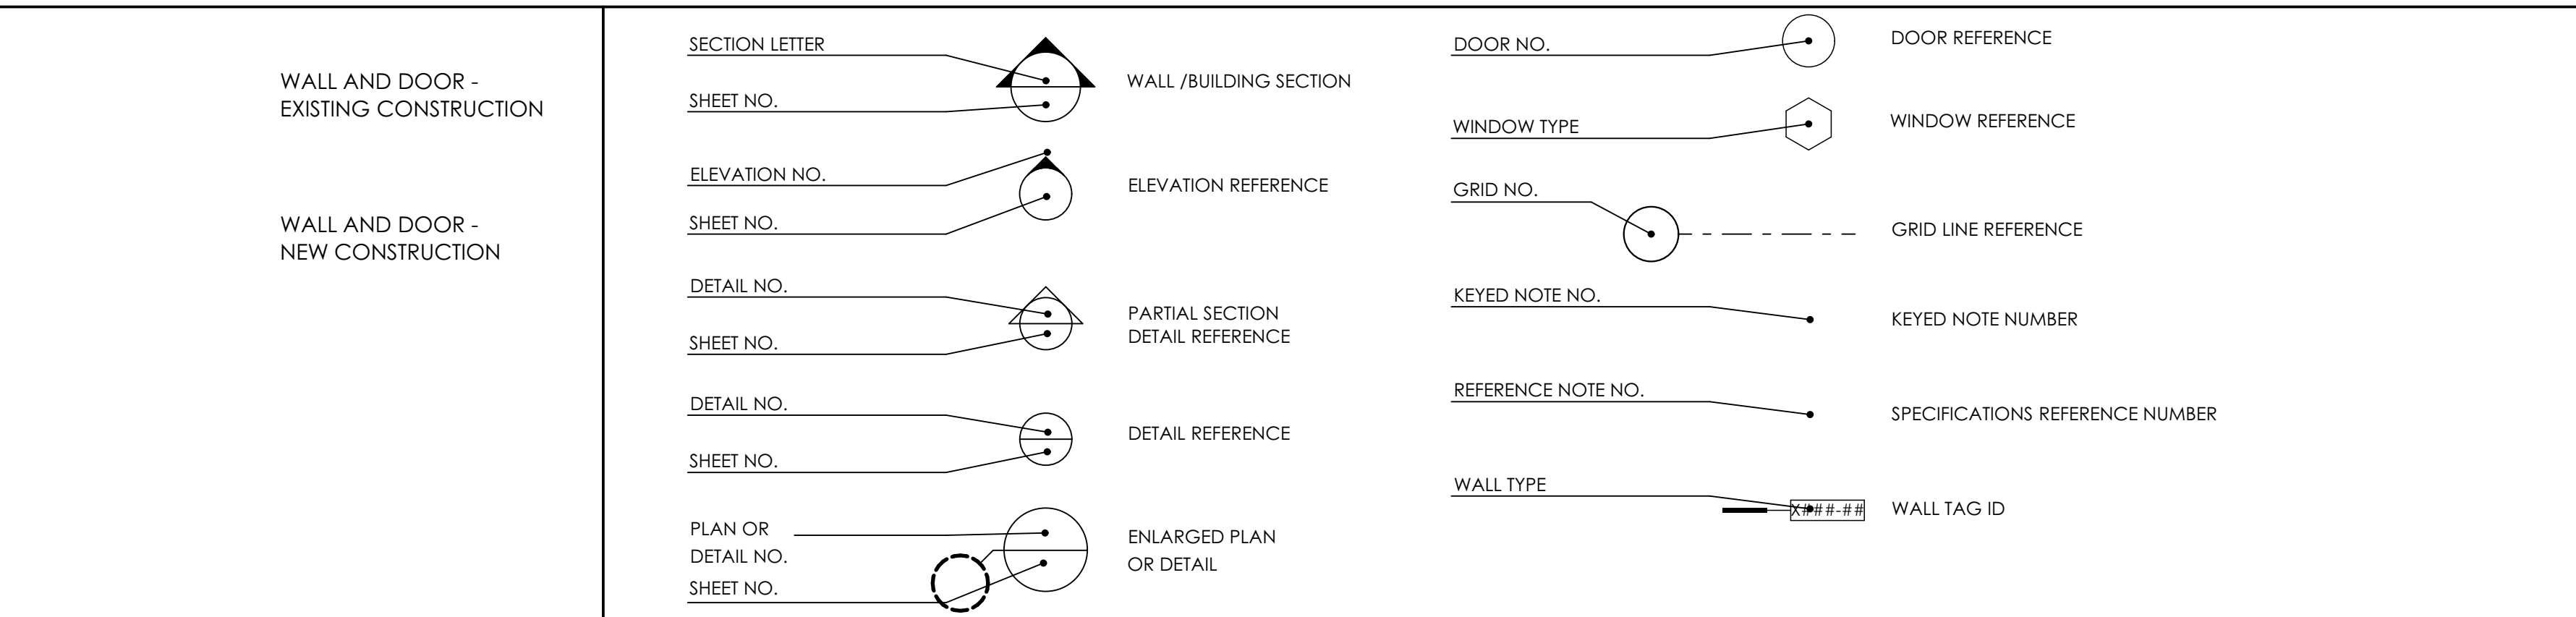 WALL AND DOOR -
EXISTING CONSTRUCTION
WALL AND DOOR -
NEW CONSTRUCTION
SECTION LETTER
SHEET NO.
WALL /BUILDING SECTION
ELEVATION NO.
SHEET NO.
ELEVATION REFERENCE
DETAIL NO.
SHEET NO.
PARTIAL SECTION
DETAIL REFERENCE
DETAIL NO.
SHEET NO.
DETAIL REFERENCE
PLAN OR
DETAIL NO.
SHEET NO.
ENLARGED PLAN
OR DETAIL
DOOR NO.
DOOR REFERENCE
WINDOW TYPE
WINDOW REFERENCE
GRID NO.
GRID LINE REFERENCE
KEYED NOTE NO.
KEYED NOTE NUMBER
REFERENCE NOTE NO.
SPECIFICATIONS REFERENCE NUMBER
WALL TYPE
X###-##
WALL TAG ID